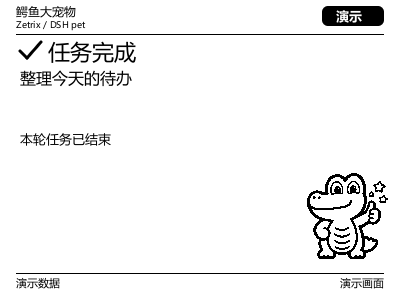 鳄鱼大宠物
Zetrix / DSH pet
演示
任务完成
整理今天的待办
本轮任务已结束
演示数据
演示画面